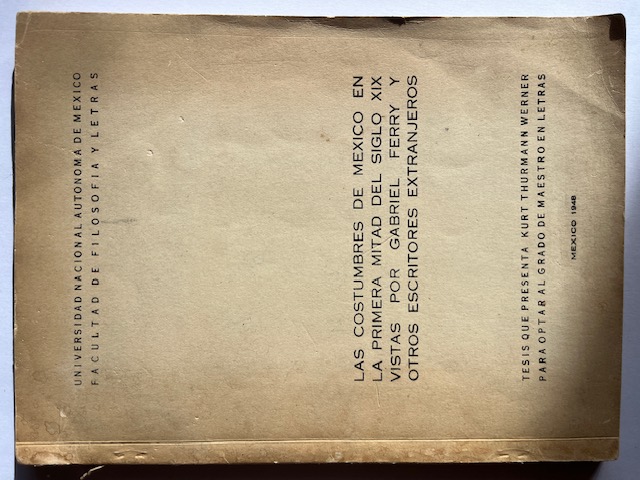 UNIVERSIDAD NACIONAL AUTONOMA DE MEXICO
FACULTAD DE FILOSOFIA Y LETRAS
LAS COSTUMBRES DE MEXICO EN
LA PRIMERA MITAD DEL SIGLO XIX
VISTAS POR GABRIEL FERRY Y
OTROS ESCRITORES EXTRANJEROS
TESIS QUE PRESENTA KURT THURMANN WERNER
PARA OPTAR AL GRADO DE MAESTRO EN LETRAS
MEXICO 1948